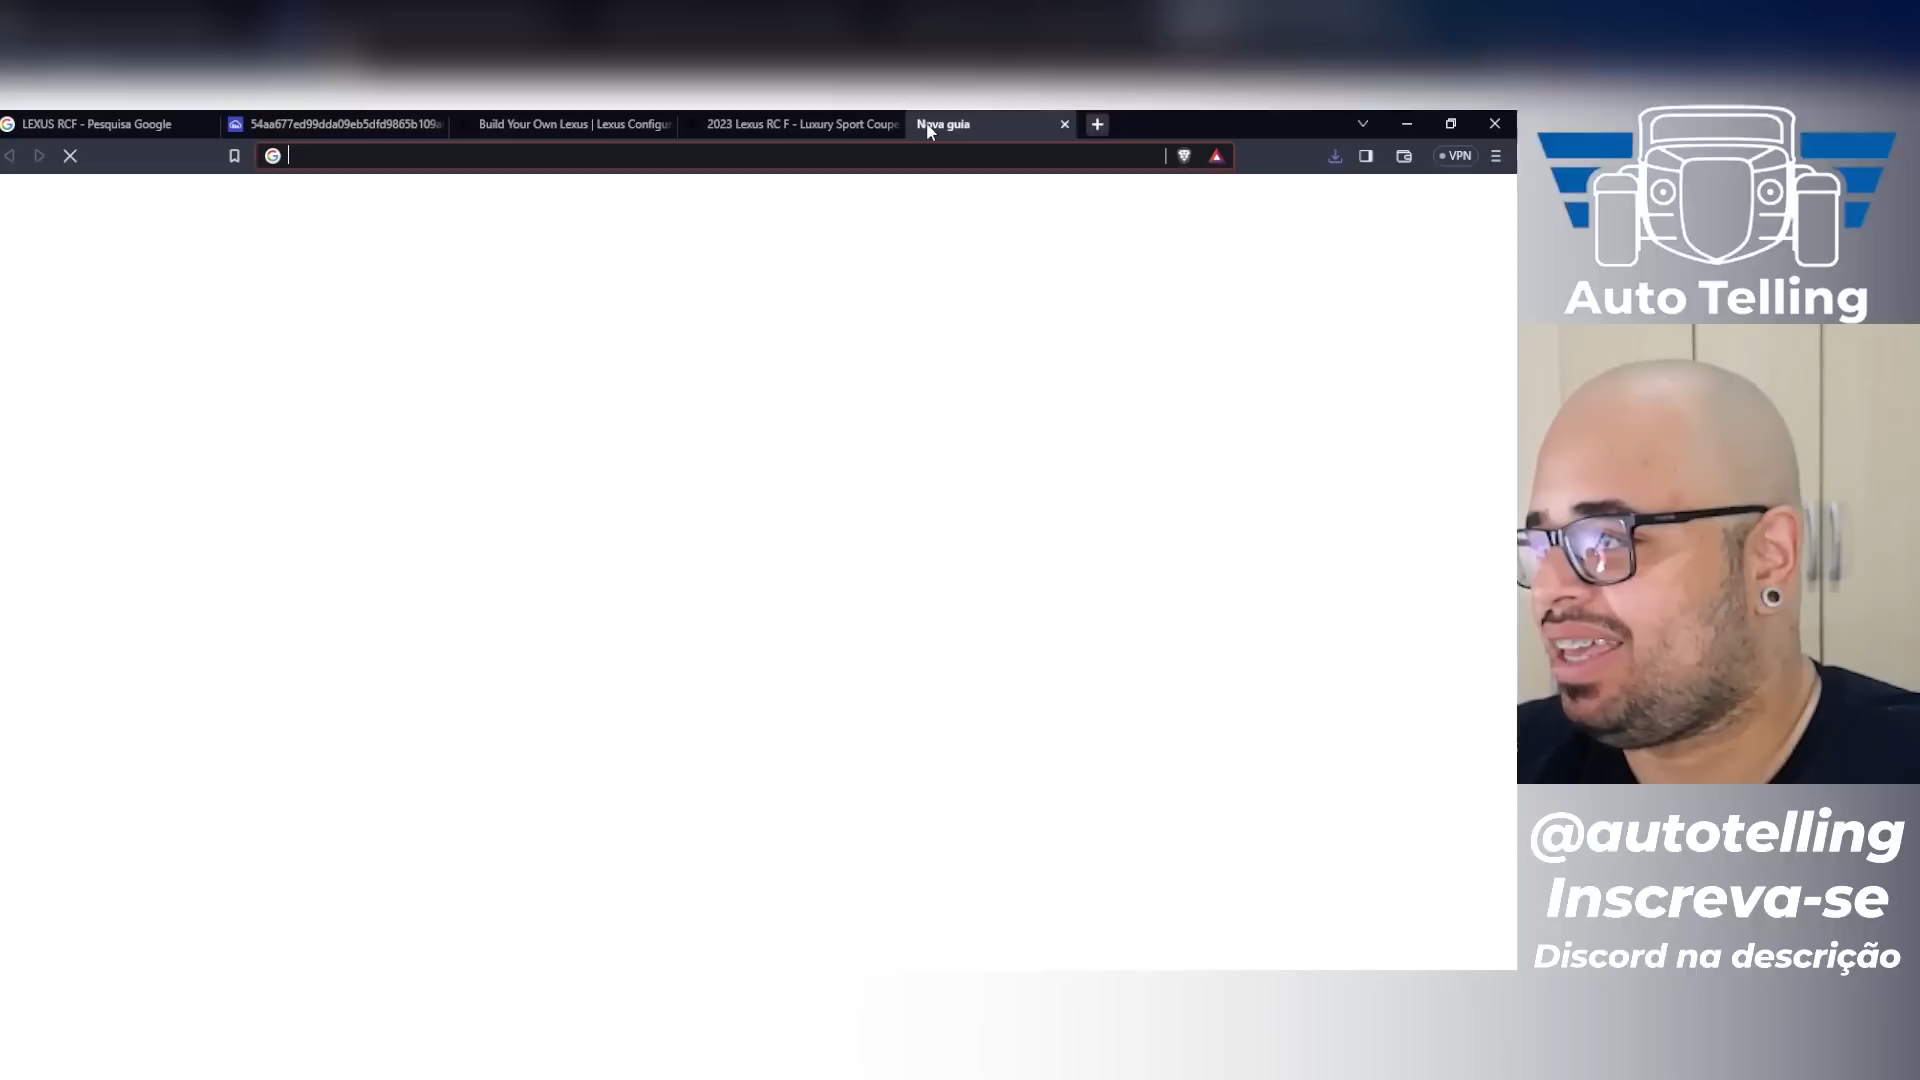 LEXUS RCF - Pesquisa Google
54aa677ed99dda09eb5dfd9865b109a
Build Your Own Lexus | Lexus Configur
2023 Lexus RC F - Luxury Sport Coupe
Nova guia
VPN
Auto Telling
@autotelling
Inscreva-se
Discord na descrição